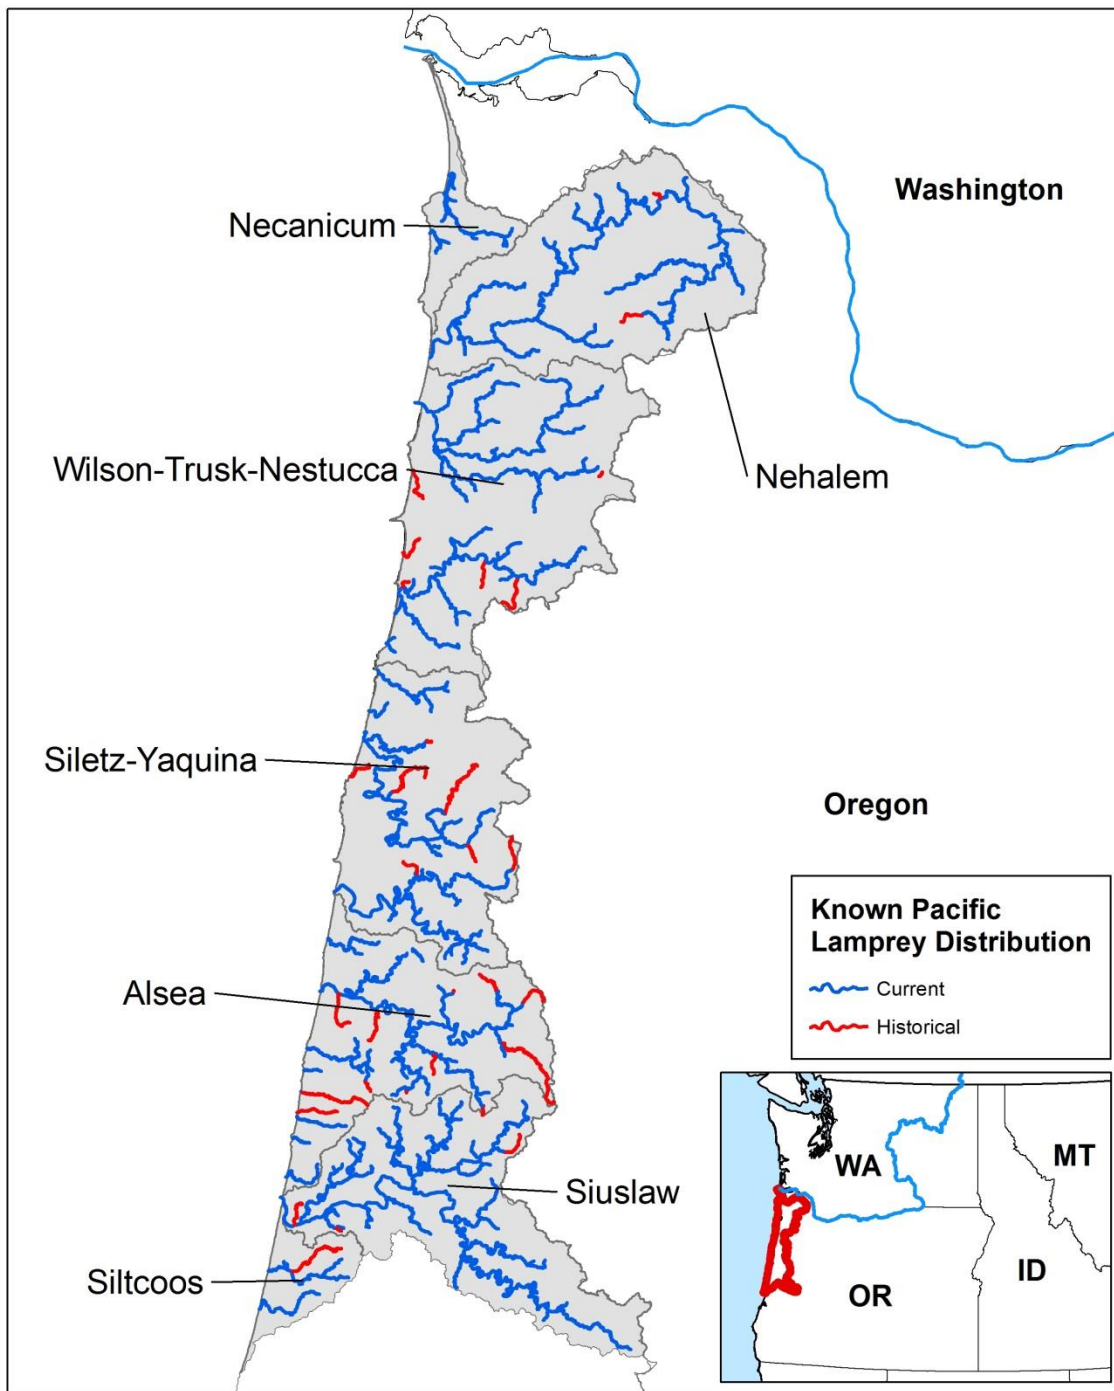 Washington
Necanicum
Wilson-Trusk-Nestucca
Nehalem
Siletz-Yaquina
Oregon
Known Pacific
Lamprey Distribution
Current
Historical
Alsea
Siuslaw
Siltcoos
WA
MT
OR
ID